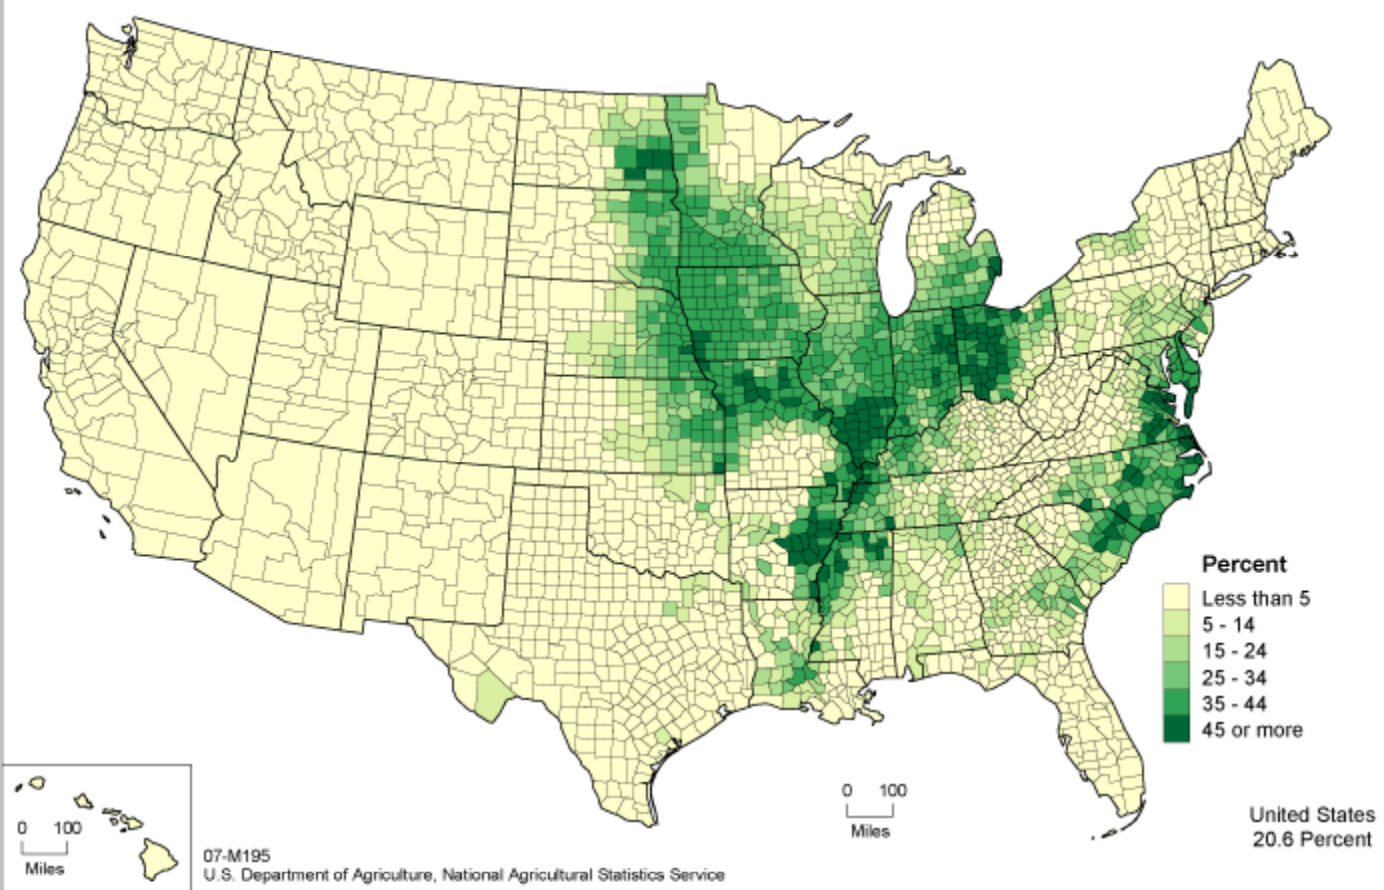 Percent
Less than 5
5 - 14
15 - 24
25 - 34
35 - 44
45 or more
0 100
Miles
United States
20.6 Percent
0 100
Miles
07-M195
U.S. Department of Agriculture, National Agricultural Statistics Service